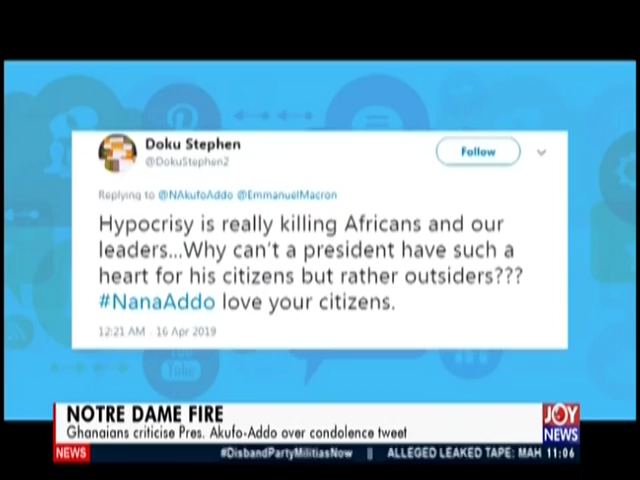 Doku Stephen
@DokuStephen2
Follow
Replying to @NAkufoAddo @EmmanuelMacron
Hypocrisy is really killing Africans and our
leaders...Why can't a president have such a
heart for his citizens but rather outsiders???
#NanaAddo love your citizens.
12:21 AM - 16 Apr 2019
You
Tube
NOTRE DAME FIRE
Ghanaians criticise Pres. Akufo-Addo over condolence tweet
JOY
NEWS
NEWS
#DisbandPartyMilitiasNow || ALLEGED LEAKED TAPE: MAH 11:06